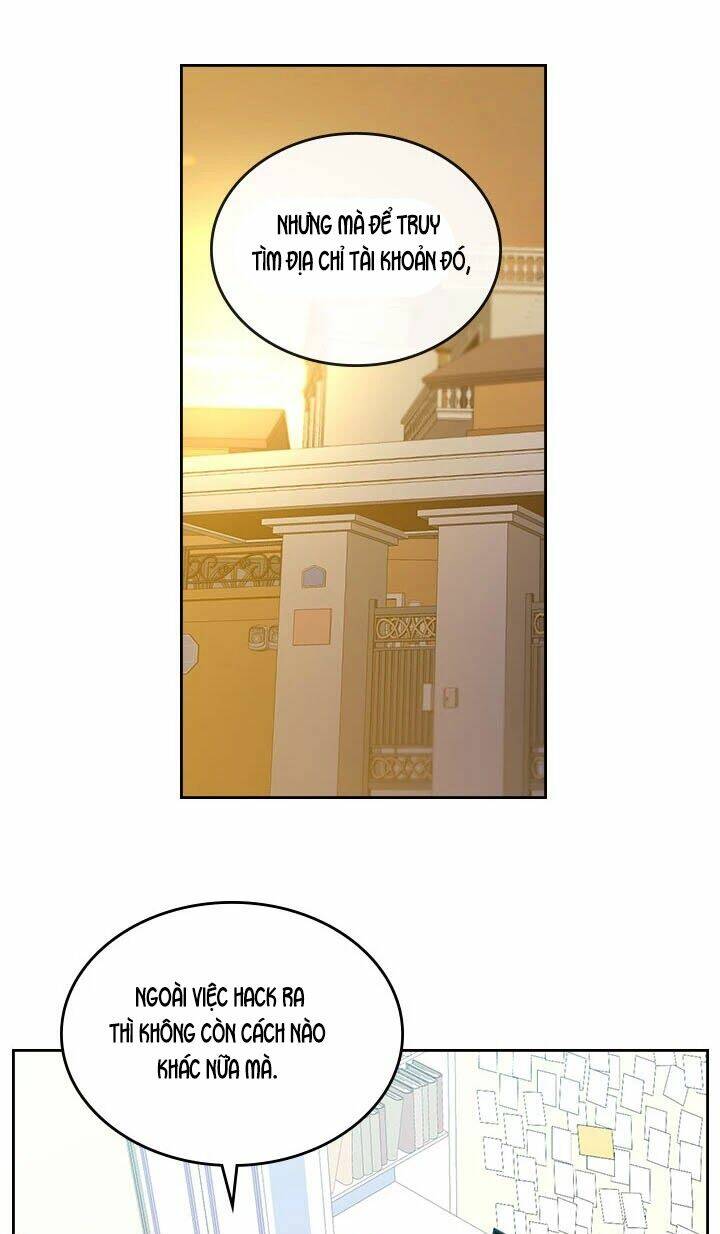 NHƯNG MÀ ĐỂ TRUY
TÌM ĐỊA CHỈ TÀI KHOẢN ĐÓ,
NGOÀI VIỆC HACK RA
THÌ KHÔNG CÒN CÁCH NÀO
KHÁC NỮA MÀ.